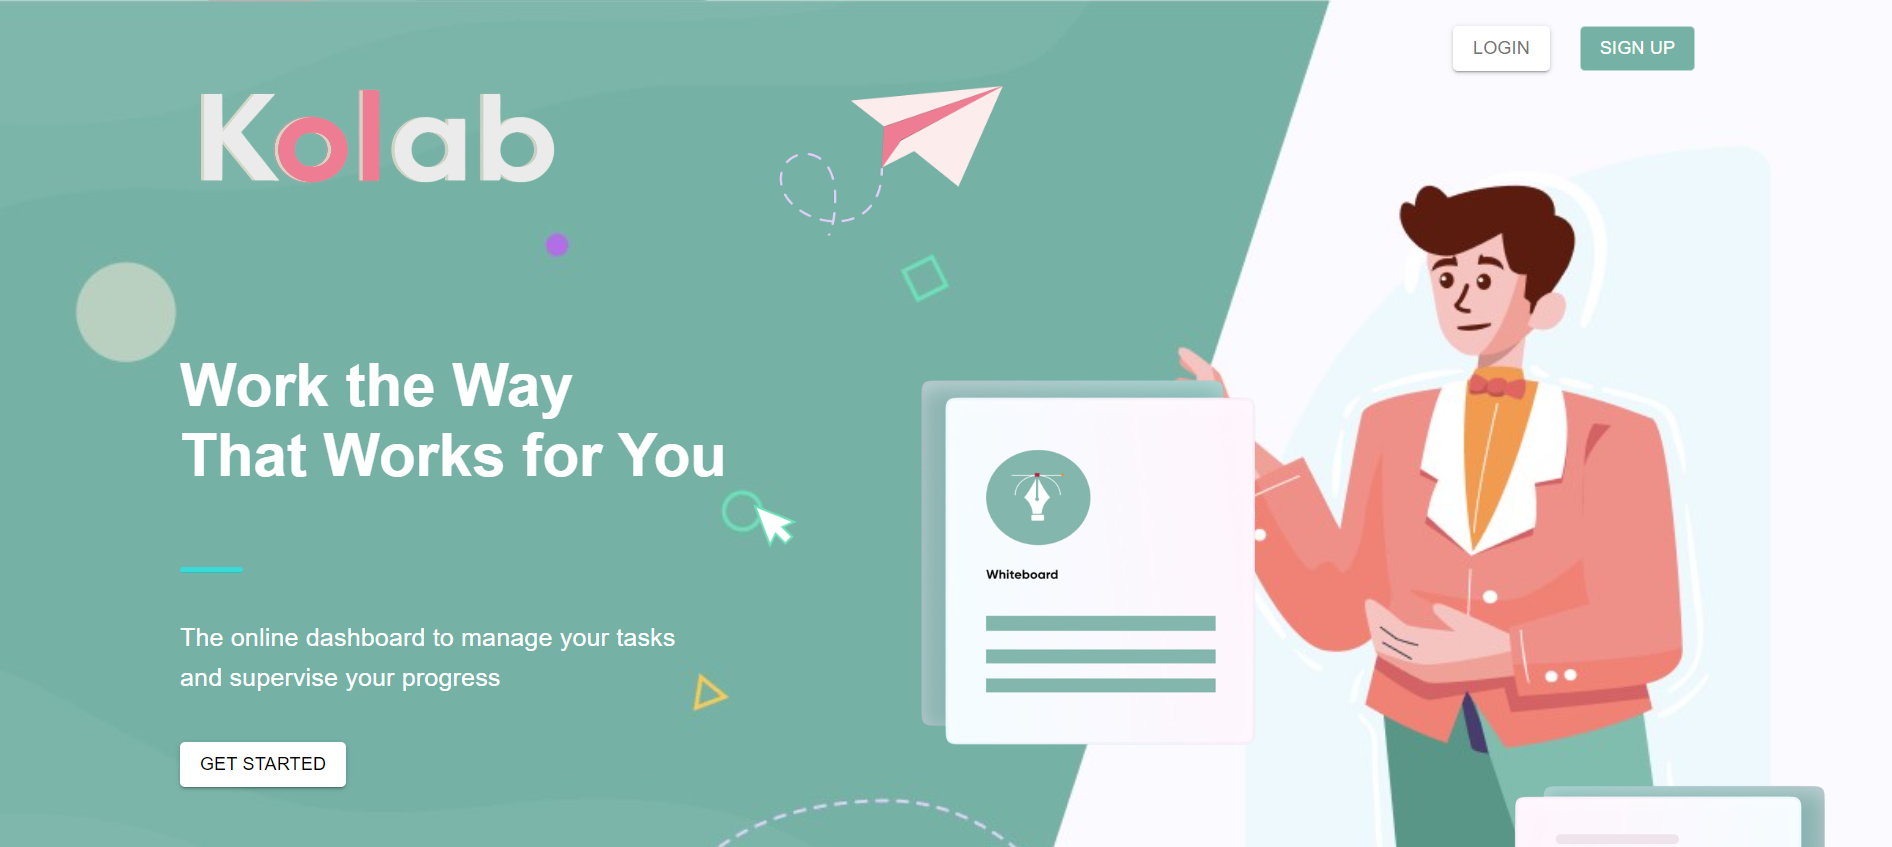 LOGIN
SIGN UP
Kolab
Work the Way
That Works for You
Whiteboard
The online dashboard to manage your tasks
and supervise your progress
GET STARTED